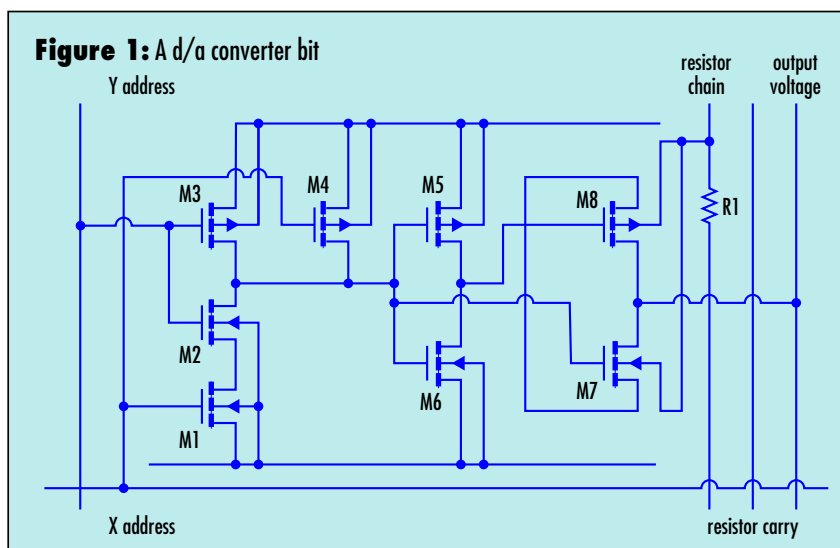 Figure 1: A d/a converter bit
Y address
resistor
chain
output
voltage
M3
M4
M5
M8
R1
M2
M1
M6
M7
X address
resistor carry